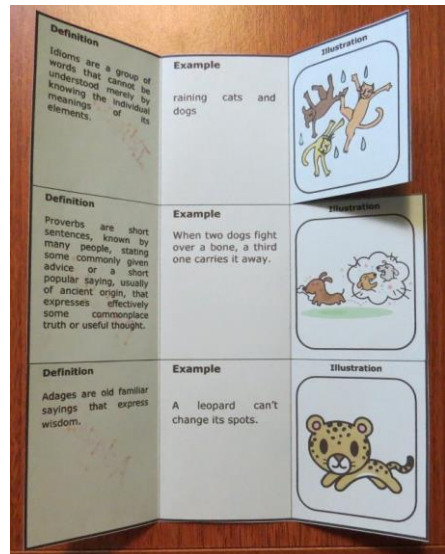 Definition
Idioms are a group of
words that cannot be
understood merely by
knowing the individual
meanings of its
elements.
Example
raining cats and
dogs
Illustration
Definition
Proverbs are short
sentences, known by
many people, stating
some commonly given
advice or a short
popular saying, usually
of ancient origin, that
expresses effectively
some commonplace
truth or useful thought.
Example
When two dogs fight
over a bone, a third
one carries it away.
Illustration
Definition
Adages are old familiar
sayings that express
wisdom.
Example
A leopard can't
change its spots.
Illustration